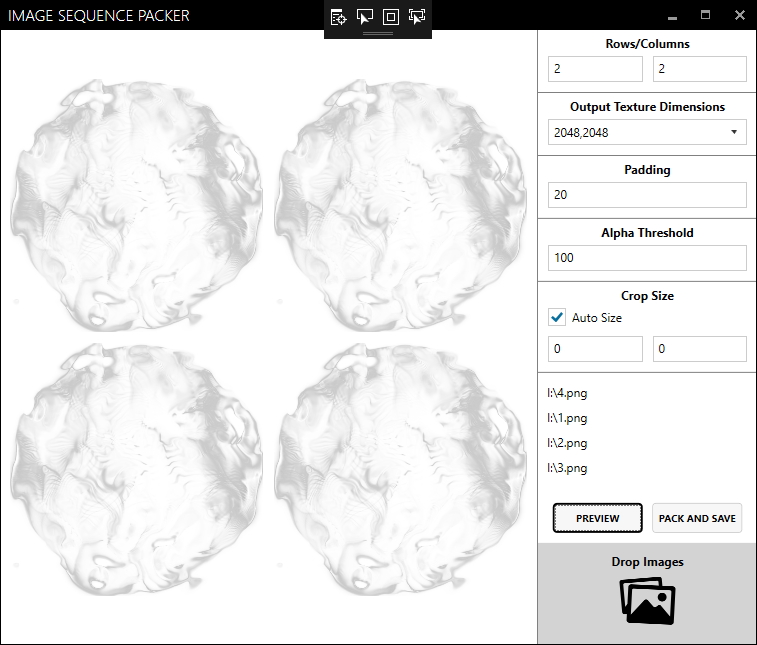 IMAGE SEQUENCE PACKER
Rows/Columns
2 2
Output Texture Dimensions
2048,2048
Padding
20
Alpha Threshold
100
Crop Size
Auto Size
0 0
I:\4.png
I:\1.png
I:\2.png
I:\3.png
PREVIEW PACK AND SAVE
Drop Images